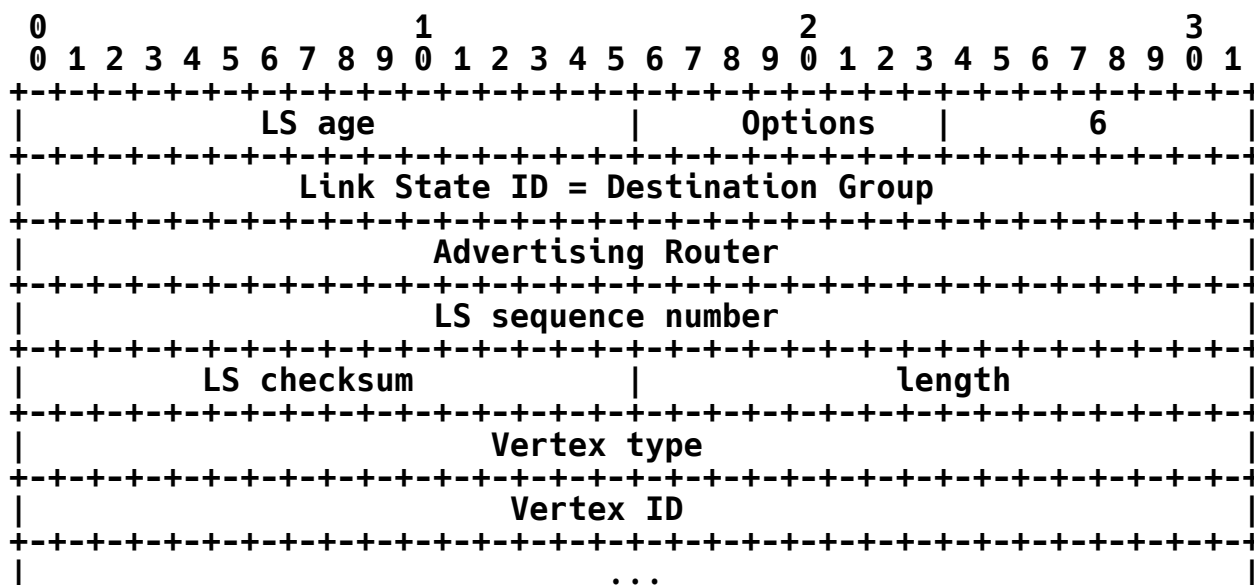 0                   1                   2                   3
0 1 2 3 4 5 6 7 8 9 0 1 2 3 4 5 6 7 8 9 0 1 2 3 4 5 6 7 8 9 0 1
+-+-+-+-+-+-+-+-+-+-+-+-+-+-+-+-+-+-+-+-+-+-+-+-+-+-+-+-+-+-+-+-+
|            LS age             |     Options   |       6       |
+-+-+-+-+-+-+-+-+-+-+-+-+-+-+-+-+-+-+-+-+-+-+-+-+-+-+-+-+-+-+-+-+
|              Link State ID = Destination Group                |
+-+-+-+-+-+-+-+-+-+-+-+-+-+-+-+-+-+-+-+-+-+-+-+-+-+-+-+-+-+-+-+-+
|                     Advertising Router                        |
+-+-+-+-+-+-+-+-+-+-+-+-+-+-+-+-+-+-+-+-+-+-+-+-+-+-+-+-+-+-+-+-+
|                     LS sequence number                        |
+-+-+-+-+-+-+-+-+-+-+-+-+-+-+-+-+-+-+-+-+-+-+-+-+-+-+-+-+-+-+-+-+
|         LS checksum           |             length            |
+-+-+-+-+-+-+-+-+-+-+-+-+-+-+-+-+-+-+-+-+-+-+-+-+-+-+-+-+-+-+-+-+
|                        Vertex type                            |
+-+-+-+-+-+-+-+-+-+-+-+-+-+-+-+-+-+-+-+-+-+-+-+-+-+-+-+-+-+-+-+-+
|                         Vertex ID                             |
+-+-+-+-+-+-+-+-+-+-+-+-+-+-+-+-+-+-+-+-+-+-+-+-+-+-+-+-+-+-+-+-+
|                              ...                              |